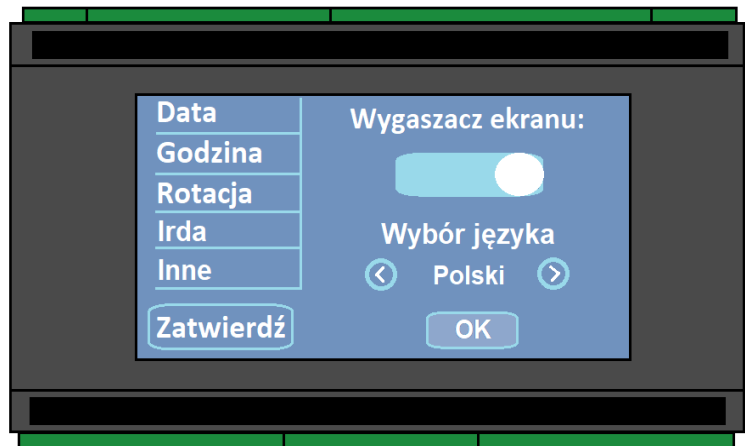 Data
Godzina
Rotacja
Irda
Inne
Zatwierdź
Wygaszacz ekranu:
Wybór języka
Polski
OK